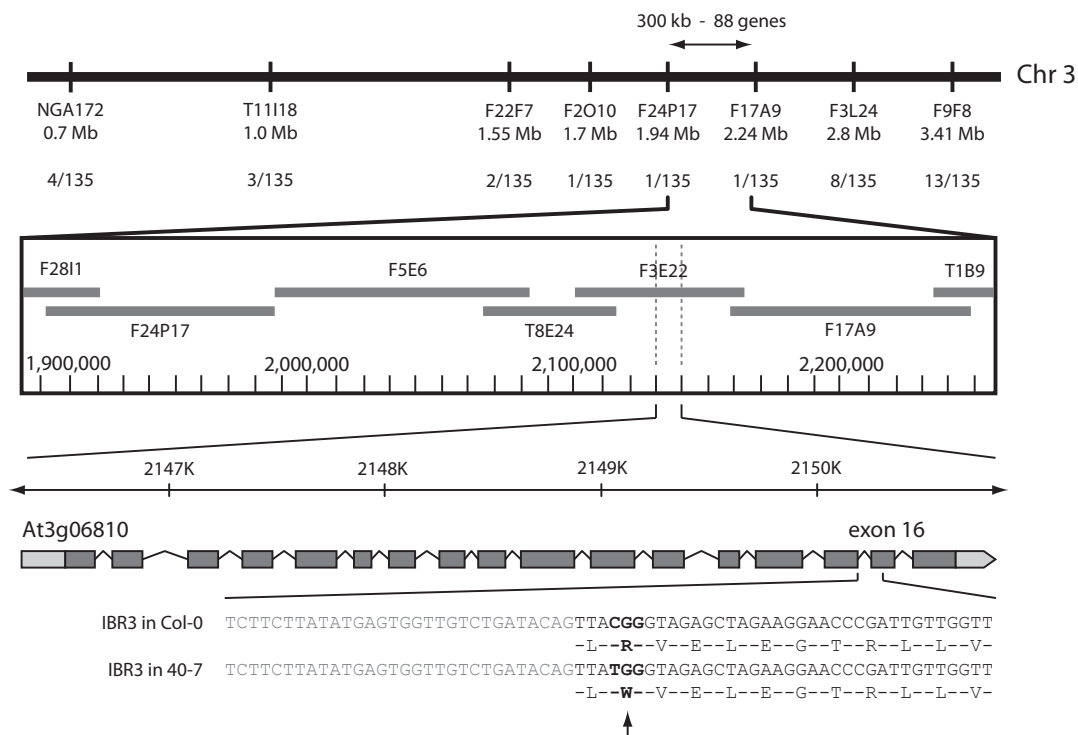 300 kb - 88 genes
Chr 3
NGA172 T11I18 F22F7 F2O10 F24P17 F17A9 F3L24 F9F8
0.7 Mb 1.0 Mb 1.55 Mb 1.7 Mb 1.94 Mb 2.24 Mb 2.8 Mb 3.41 Mb
4/135 3/135 2/135 1/135 1/135 1/135 8/135 13/135
F28I1 F5E6 F3E22 T1B9
F24P17 T8E24 F17A9
1,900,000 2,000,000 2,100,000 2,200,000
2147K 2148K 2149K 2150K
At3g06810 exon 16
IBR3 in Col-0 TCTTCTTATATGAGTGGTTGTCTGATACAGTTACGGGTAGAGCTAGAAGGAACCCGATTGTTGGTT
-L--R--V--E--L--E--G--T--R--L--L--V-
IBR3 in 40-7 TCTTCTTATATGAGTGGTTGTCTGATACAGTTATGGGTAGAGCTAGAAGGAACCCGATTGTTGGTT
-L--W--V--E--L--E--G--T--R--L--L--V-